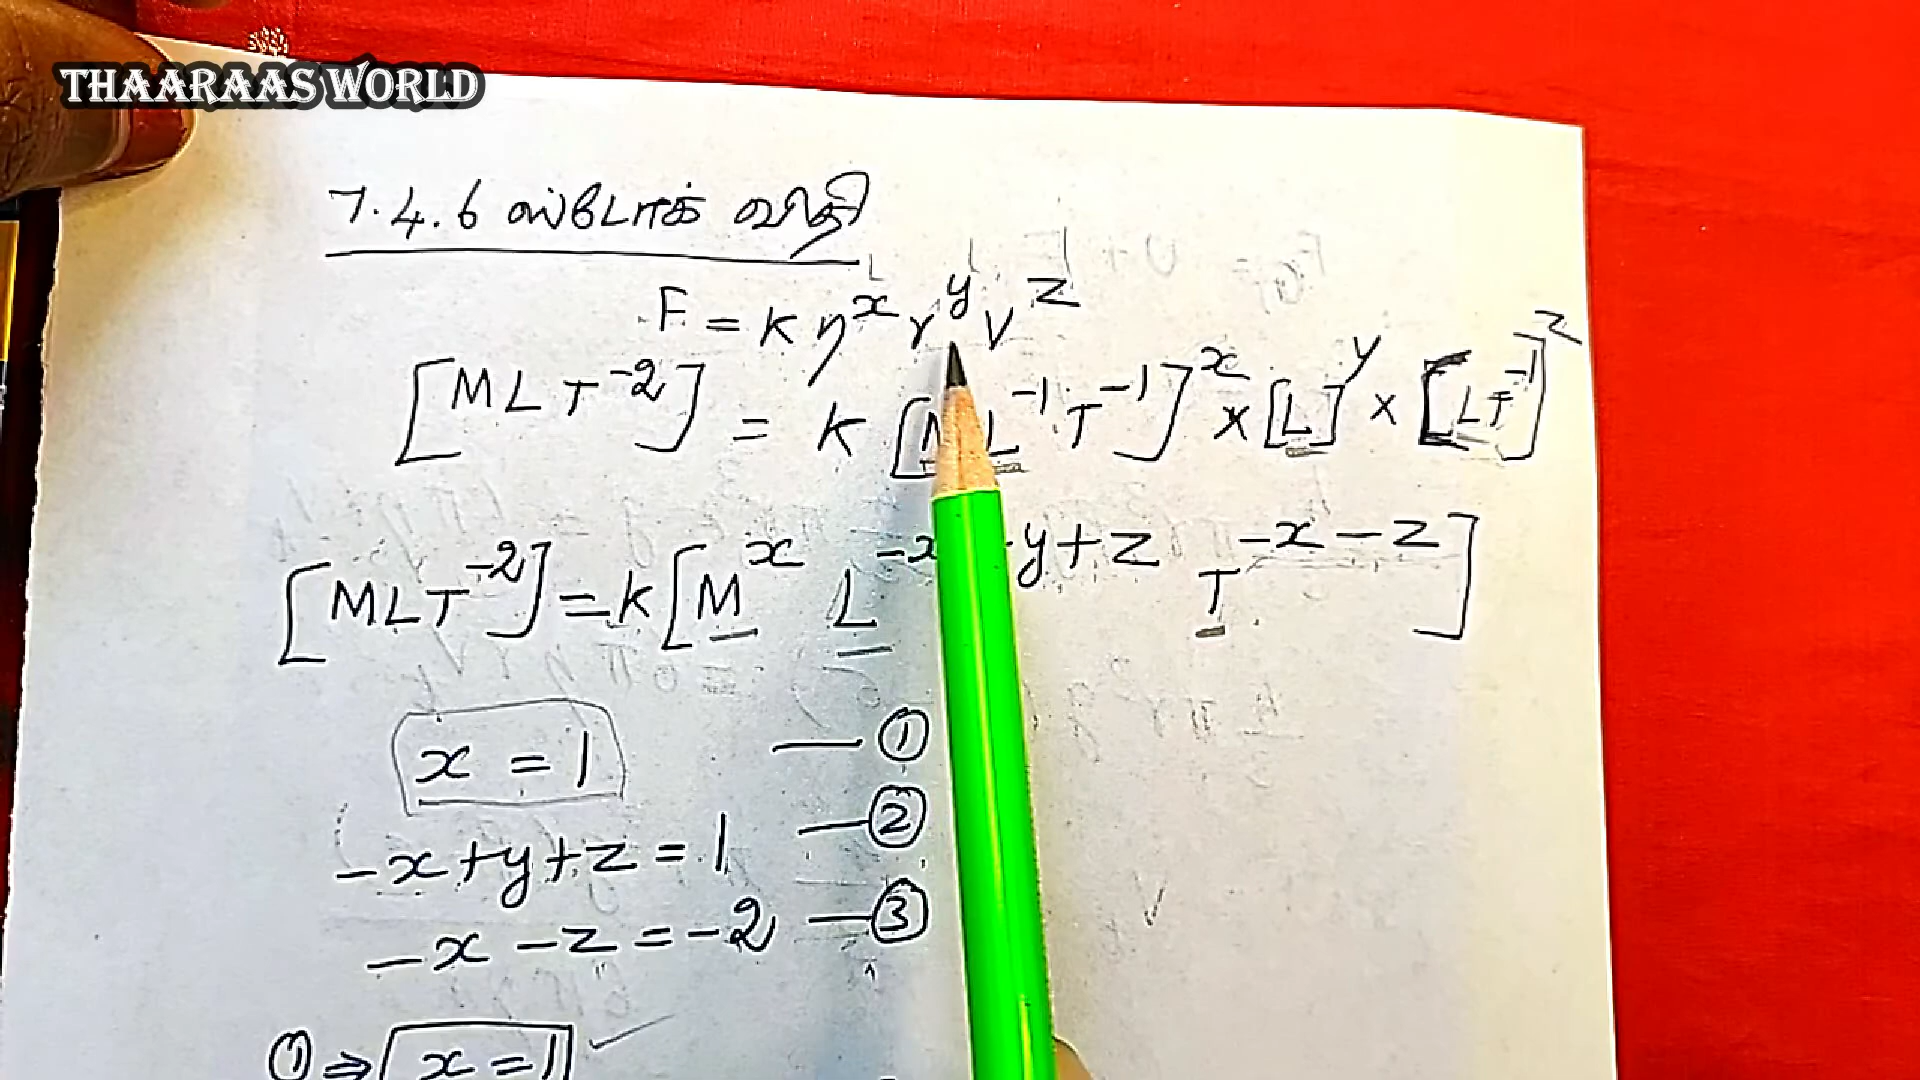 THAARAAS WORLD
7.4.6 ஸ்டோக் விதி
F = K η^x r^y V^z
[MLT^-2] = K [ML^-1 T^-1]^x × [L]^y × [LT^-1]^z
[MLT^-2] = K [M^x L^-x+y+z T^-x-z]
x = 1 — ①
-x+y+z = 1 — ②
-x -z = -2 — ③
① ⇒ x = 1